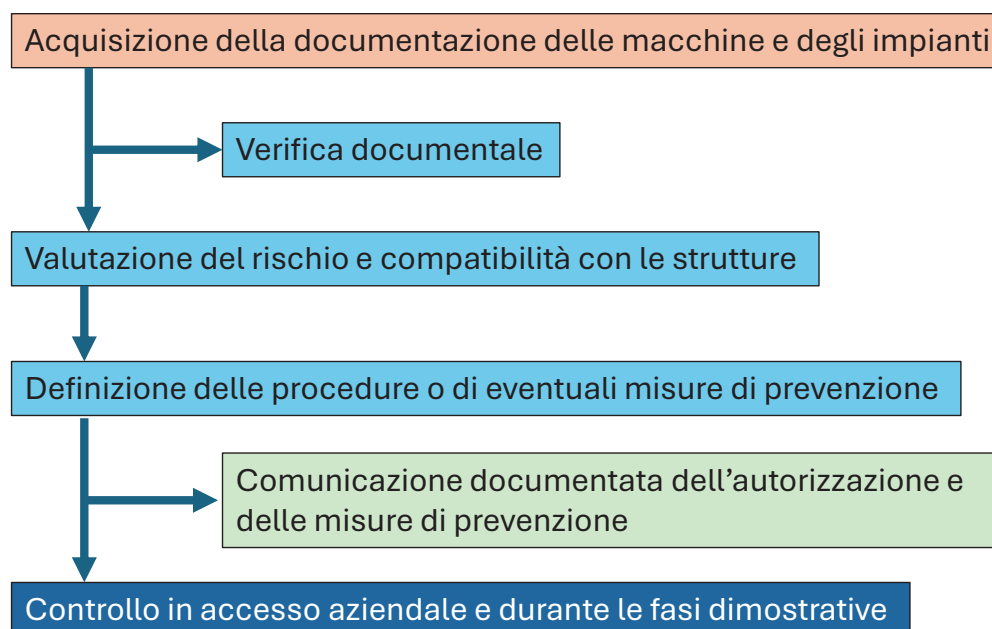 Acquisizione della documentazione delle macchine e degli impianti
Verifica documentale
Valutazione del rischio e compatibilità con le strutture
Definizione delle procedure o di eventuali misure di prevenzione
Comunicazione documentata dell’autorizzazione e
delle misure di prevenzione
Controllo in accesso aziendale e durante le fasi dimostrative